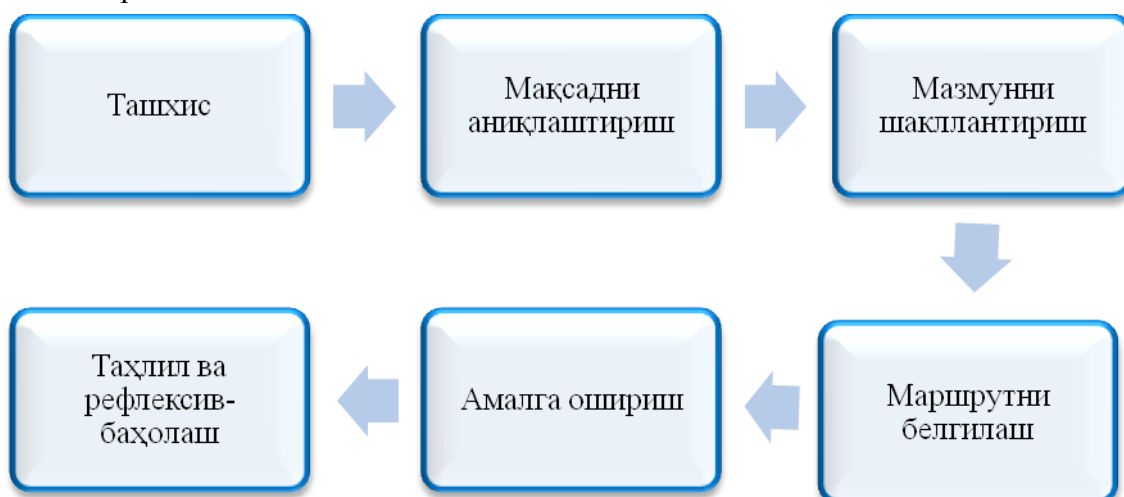 Ташхис
Мақсадни
аниқлаштириш
Мазмунни
шакллантириш
Маршрутни
белгилаш
Амалга ошириш
Таҳлил ва
рефлексив-
баҳолаш